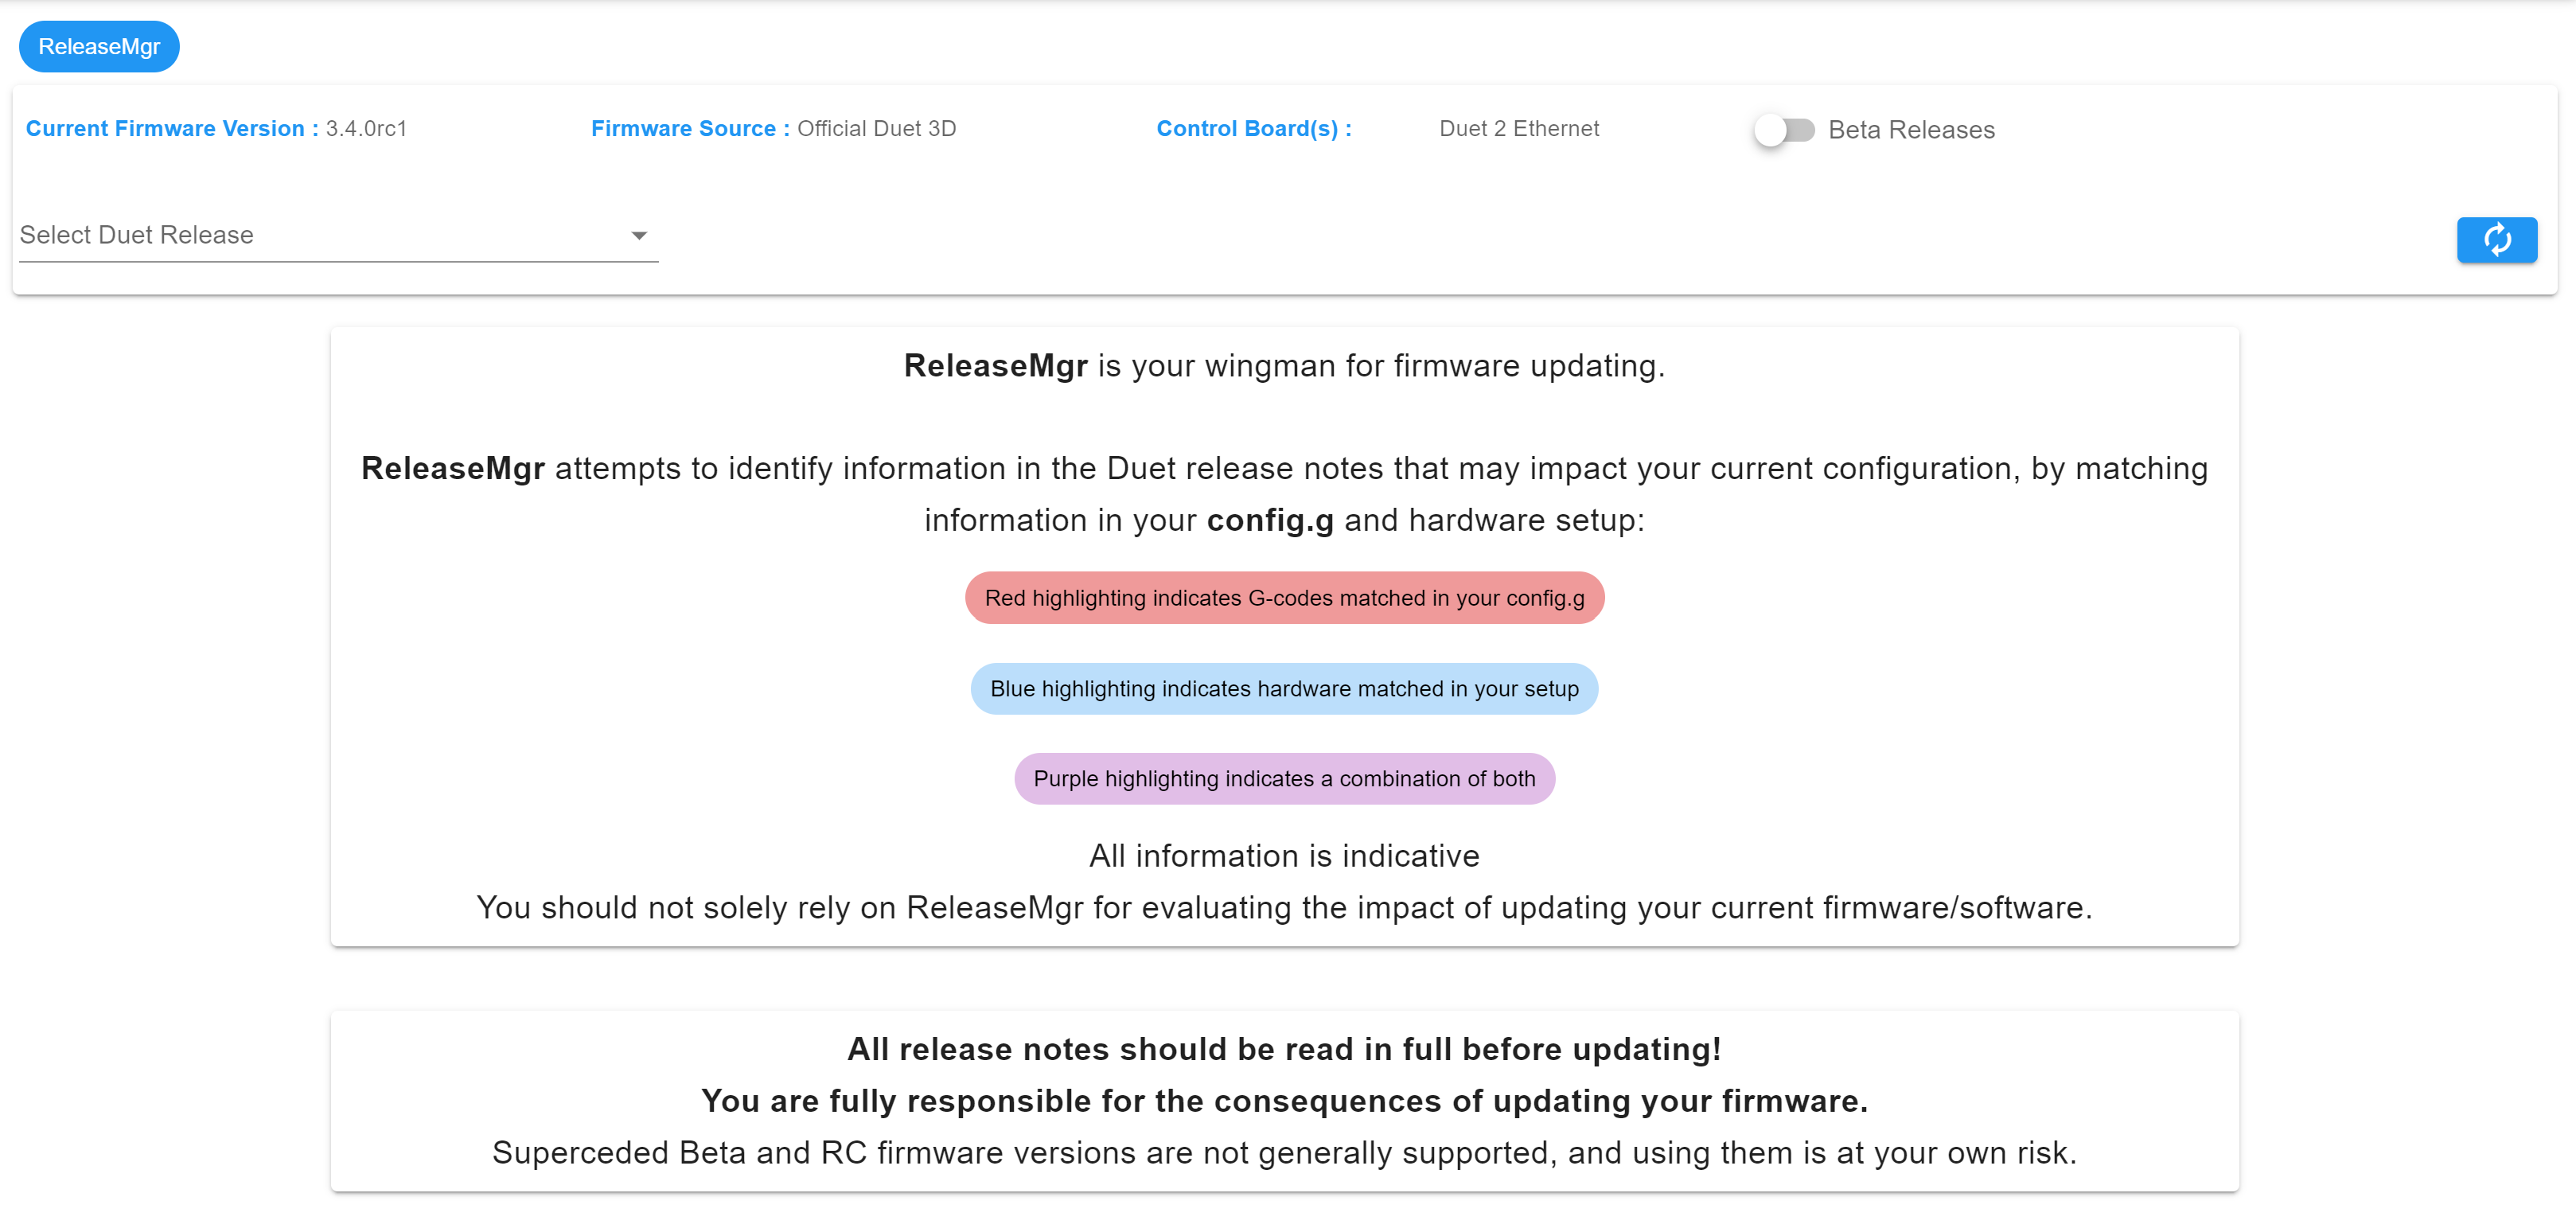 ReleaseMgr
Current Firmware Version : 3.4.0rc1
Firmware Source : Official Duet 3D
Control Board(s) : Duet 2 Ethernet
Beta Releases
Select Duet Release
ReleaseMgr is your wingman for firmware updating.
ReleaseMgr attempts to identify information in the Duet release notes that may impact your current configuration, by matching
information in your config.g and hardware setup:
Red highlighting indicates G-codes matched in your config.g
Blue highlighting indicates hardware matched in your setup
Purple highlighting indicates a combination of both
All information is indicative
You should not solely rely on ReleaseMgr for evaluating the impact of updating your current firmware/software.
All release notes should be read in full before updating!
You are fully responsible for the consequences of updating your firmware.
Superceded Beta and RC firmware versions are not generally supported, and using them is at your own risk.